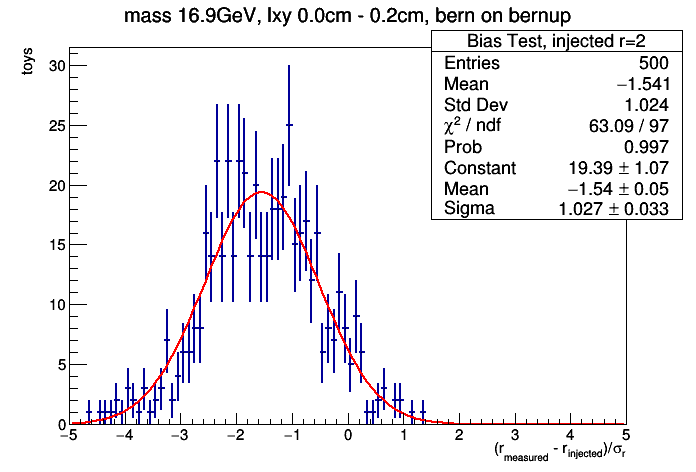 mass 16.9GeV, lxy 0.0cm - 0.2cm, bern on bernup
toys
Bias Test, injected r=2
Entries 500
Mean −1.541
Std Dev 1.024
χ² / ndf 63.09 / 97
Prob 0.997
Constant 19.39 ± 1.07
Mean −1.54 ± 0.05
Sigma 1.027 ± 0.033
30
25
20
15
10
5
0
−5 −4 −3 −2 −1 0 1 2 3 4 5
(r_measured - r_injected)/σ_r